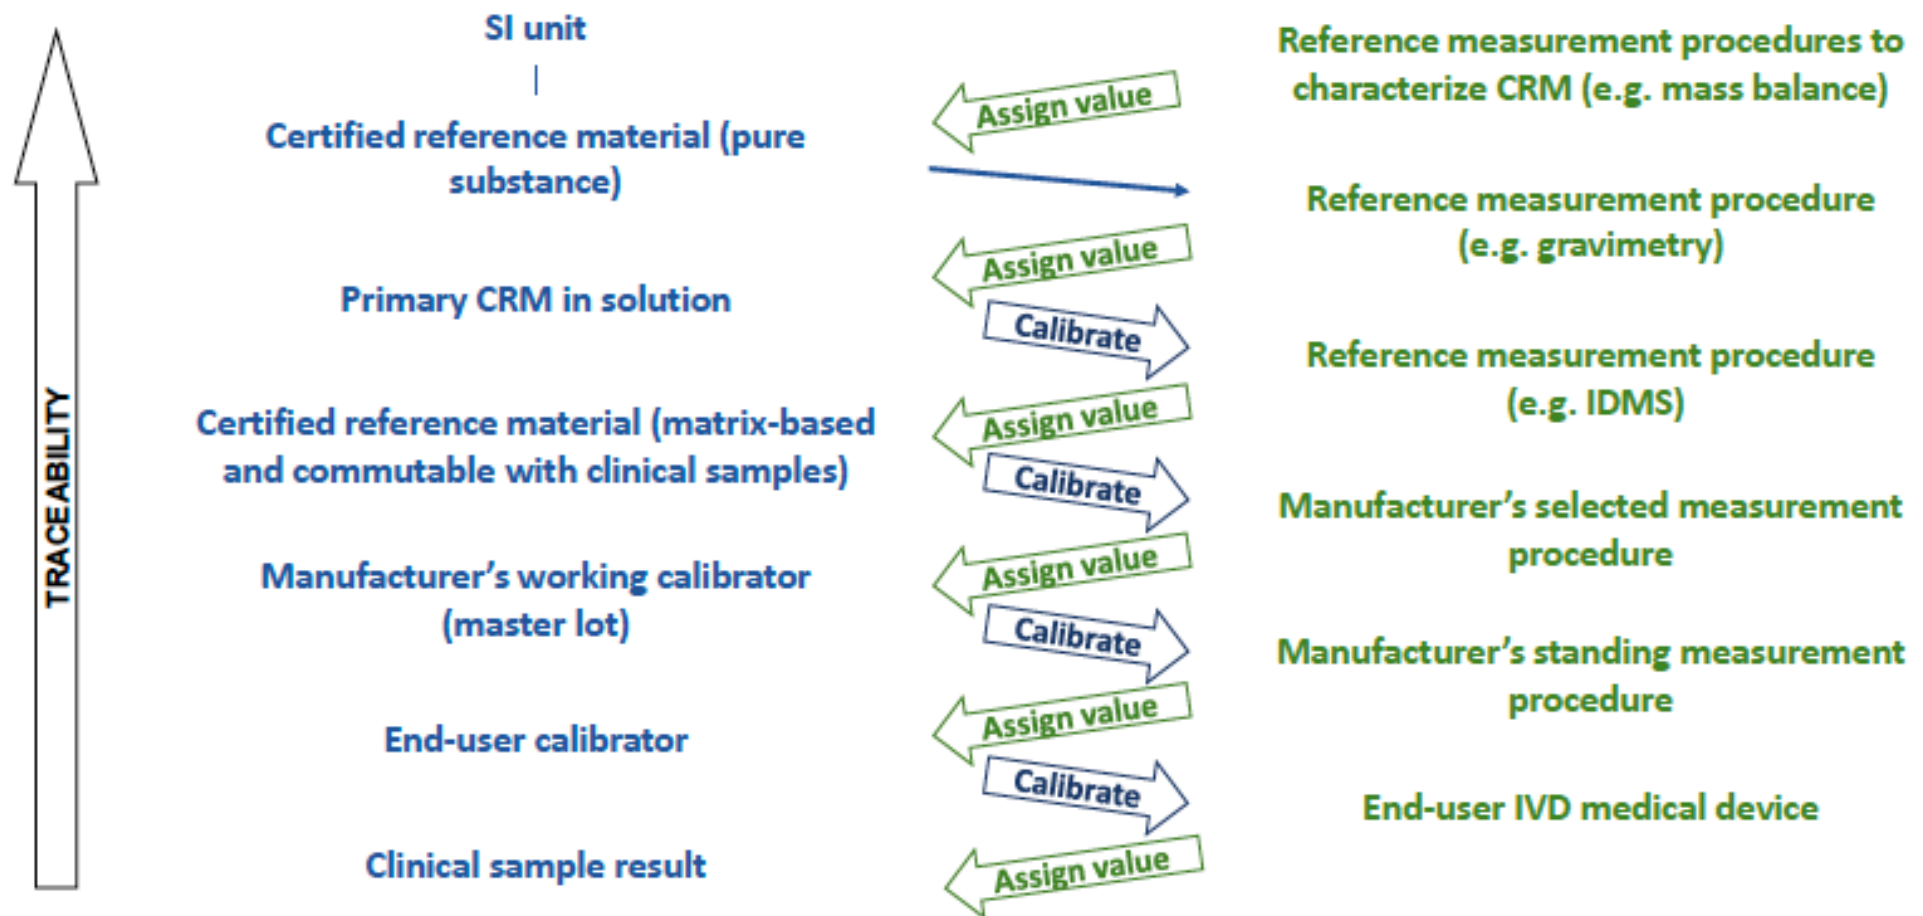 SI unit
Reference measurement procedures to
characterize CRM (e.g. mass balance)
Assign value
Certified reference material (pure
substance)
Reference measurement procedure
(e.g. gravimetry)
Assign value
Primary CRM in solution
Calibrate
Reference measurement procedure
(e.g. IDMS)
Assign value
Certified reference material (matrix-based
and commutable with clinical samples)
Calibrate
Manufacturer’s selected measurement
procedure
Assign value
Manufacturer’s working calibrator
(master lot)
Calibrate
Manufacturer’s standing measurement
procedure
Assign value
End-user calibrator
Calibrate
End-user IVD medical device
Assign value
Clinical sample result
TRACEABILITY